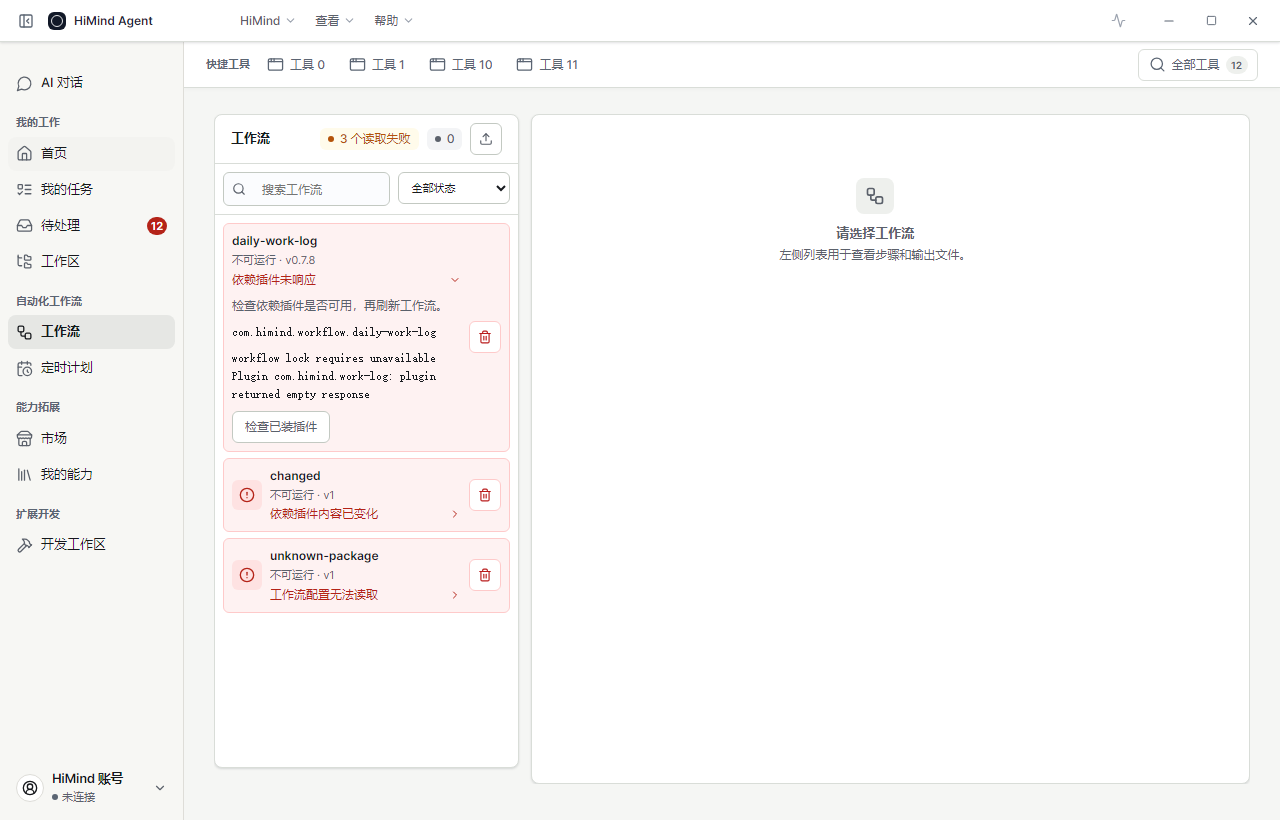 HiMind Agent
HiMind
查看
帮助
快捷工具
工具 0
工具 1
工具 10
工具 11
全部工具
12
AI 对话
我的工作
首页
我的任务
待处理
12
工作区
自动化工作流
工作流
定时计划
能力拓展
市场
我的能力
扩展开发
开发工作区
HiMind 账号
未连接
工作流
3 个读取失败
0
搜索工作流
全部状态
daily-work-log
不可运行 · v0.7.8
依赖插件未响应
检查依赖插件是否可用，再刷新工作流。
com.himind.workflow.daily-work-log
workflow lock requires unavailable
Plugin com.himind.work-log: plugin
returned empty response
检查已装插件
changed
不可运行 · v1
依赖插件内容已变化
unknown-package
不可运行 · v1
工作流配置无法读取
请选择工作流
左侧列表用于查看步骤和输出文件。